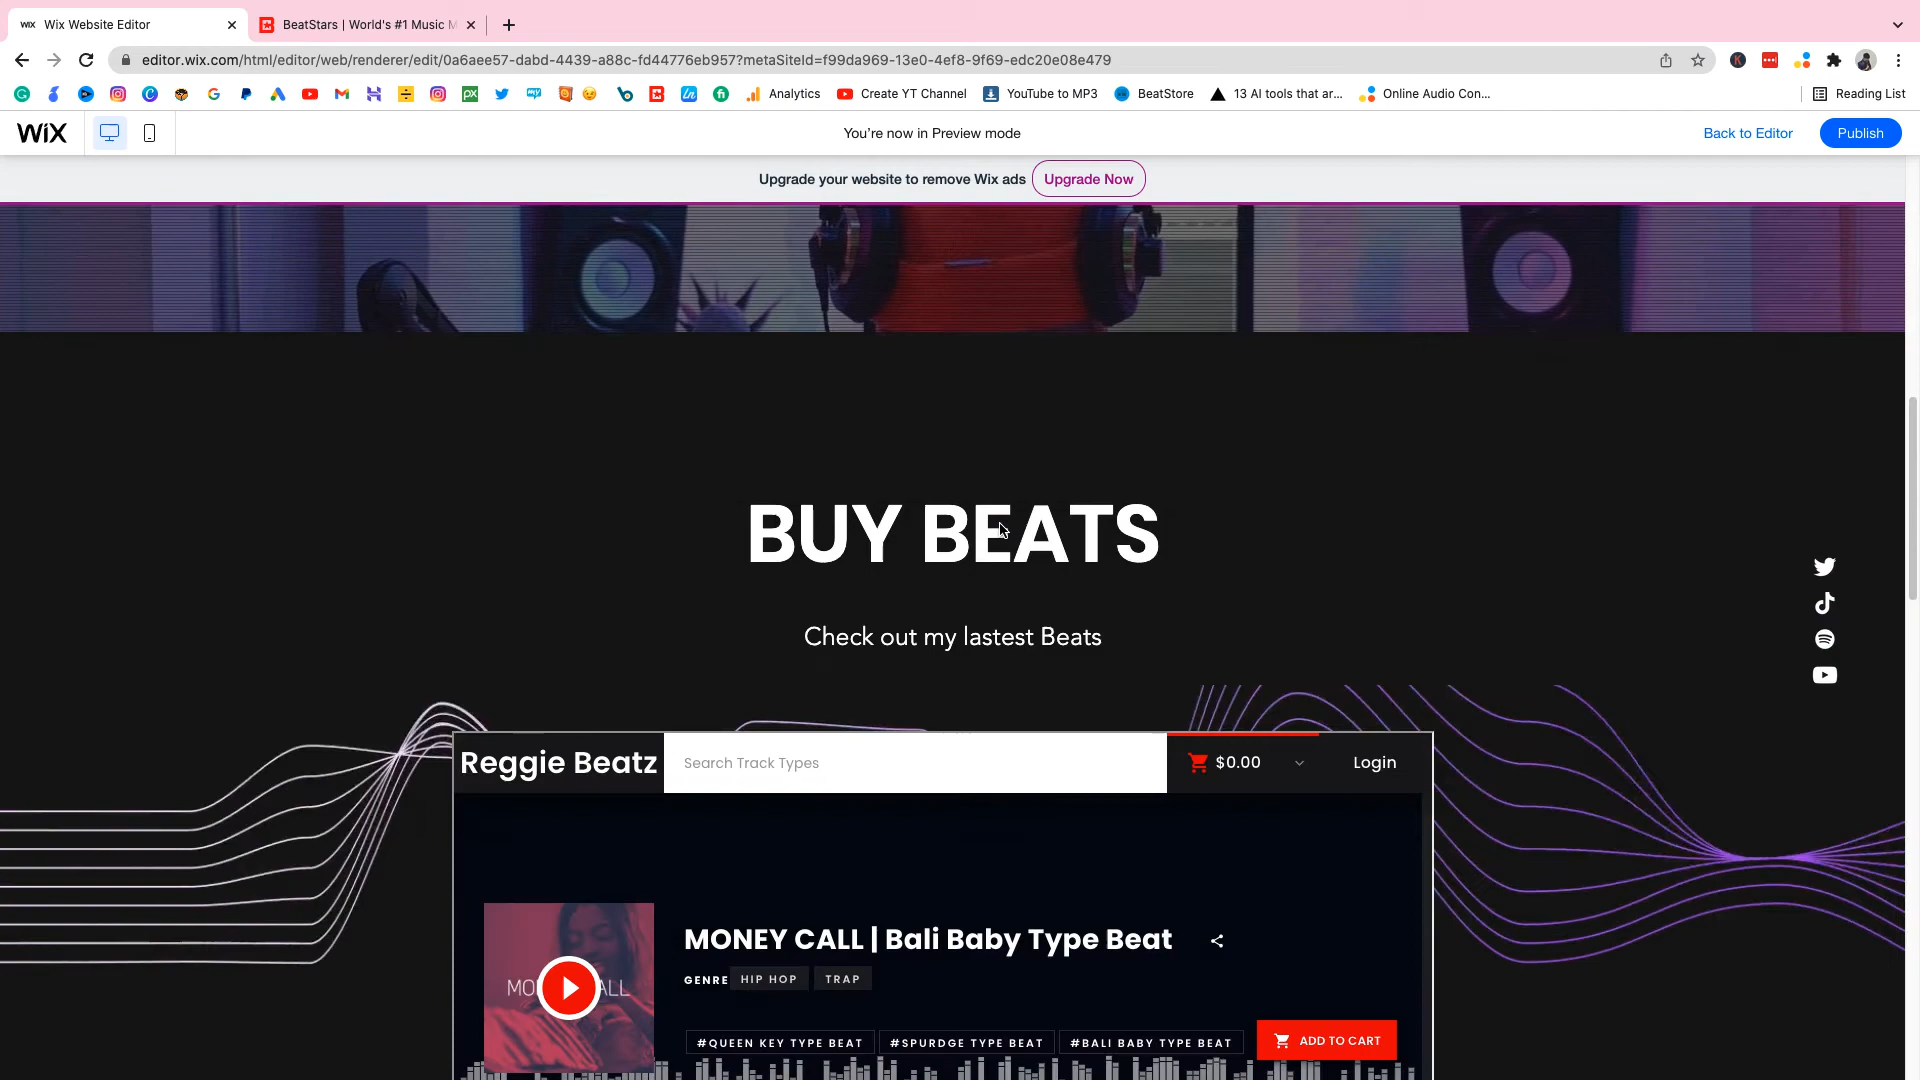 WiX Wix Website Editor
BeatStars | World's #1 Music M
editor.wix.com/html/editor/web/renderer/edit/0a6aee57-dabd-4439-a88c-fd44776eb957?metaSiteId=f99da969-13e0-4ef8-9f69-edc20e08e479
Analytics Create YT Channel YouTube to MP3 BeatStore 13 AI tools that ar... Online Audio Con... Reading List
WiX You're now in Preview mode Back to Editor Publish
Upgrade your website to remove Wix ads Upgrade Now
BUY BEATS
Check out my lastest Beats
Reggie Beatz Search Track Types $0.00 Login
MONEY CALL | Bali Baby Type Beat
GENRE HIP HOP TRAP
#QUEEN KEY TYPE BEAT #SPURDGE TYPE BEAT #BALI BABY TYPE BEAT ADD TO CART